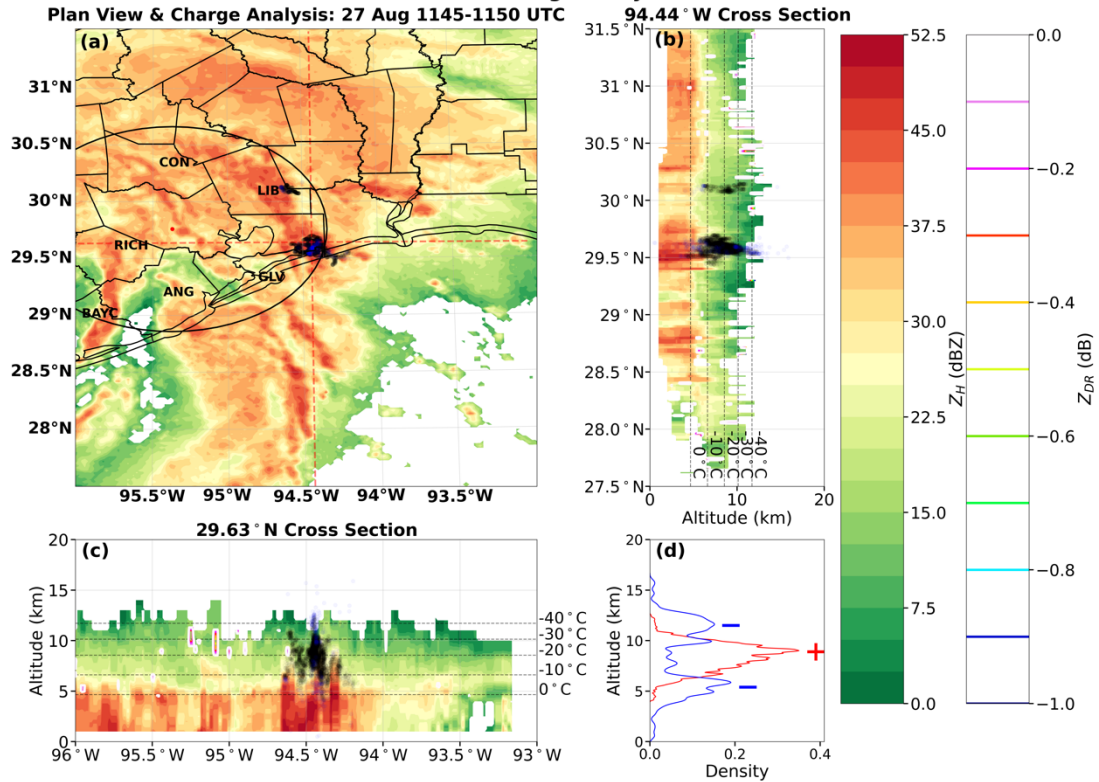 Plan View & Charge Analysis: 27 Aug 1145-1150 UTC
94.44°W Cross Section
(a)
31°N
30.5°N
30°N
29.5°N
29°N
28.5°N
28°N
CON
LIB
RICH
GLV
ANG
BAYC
95.5°W 95°W 94.5°W 94°W 93.5°W
(b)
31.5°N
31.0°N
30.5°N
30.0°N
29.5°N
29.0°N
28.5°N
28.0°N
27.5°N
0°C
-10°C
-20°C
-30°C
-40°C
0 10 20
Altitude (km)
52.5
45.0
37.5
30.0
22.5
15.0
7.5
0.0
Z_H (dBZ)
0.0
−0.2
−0.4
−0.6
−0.8
−1.0
Z_DR (dB)
29.63°N Cross Section
(c)
20
15
10
5
0
Altitude (km)
-40°C
-30°C
-20°C
-10°C
0°C
96°W 95.5°W 95°W 94.5°W 94°W 93.5°W 93°W
(d)
20
15
10
5
0
Altitude (km)
−
+
−
0.0 0.2 0.4
Density